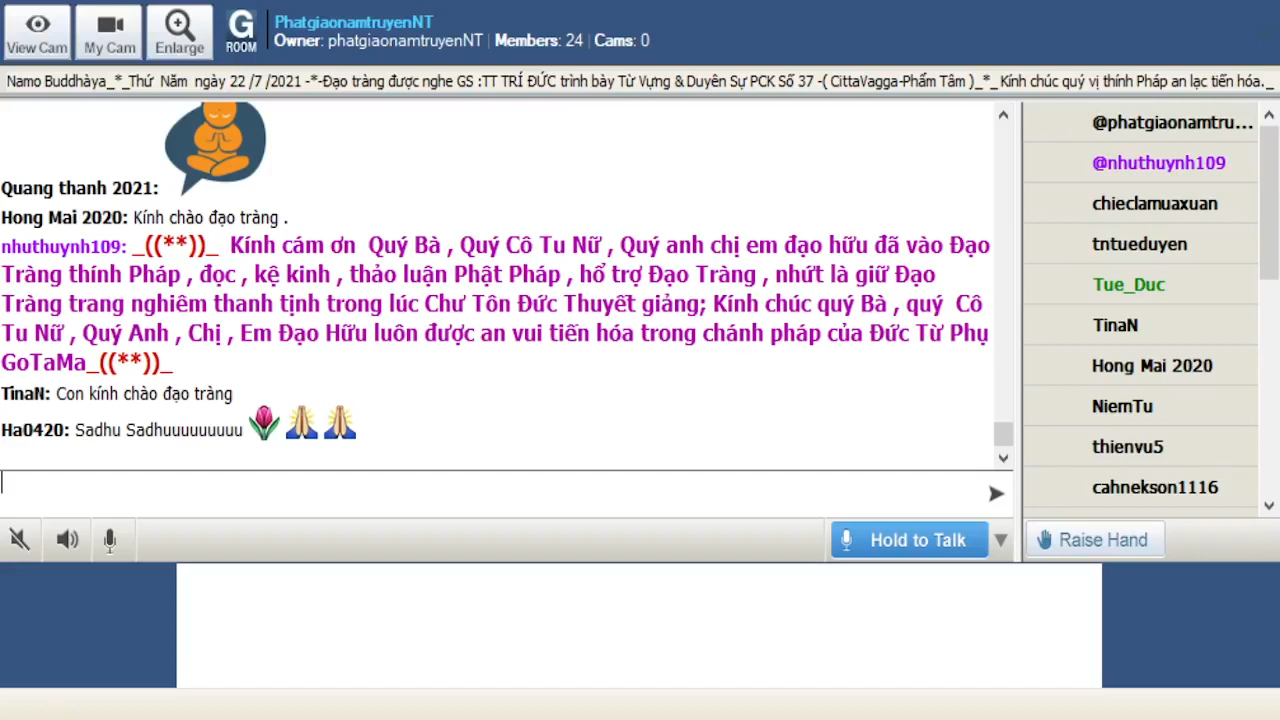 View Cam
My Cam
Enlarge
G
ROOM
PhatgiaonamtruyenNT
Owner: phatgiaonamtruyenNT | Members: 24 | Cams: 0
Namo Buddhàya_*_Thứ Năm ngày 22 /7 /2021 -*-Đạo tràng được nghe GS :TT TRÍ ĐỨC trình bày Từ Vựng & Duyên Sự PCK Số 37 -( CittaVagga-Phẩm Tâm )_*_Kính chúc quý vị thính Pháp an lạc tiến hóa._
Quang thanh 2021:
Hong Mai 2020: Kính chào đạo tràng .
nhuthuynh109: _((**))_ Kính cám ơn Quý Bà , Quý Cô Tu Nữ , Quý anh chị em đạo hữu đã vào Đạo
Tràng thính Pháp , đọc , kệ kinh , thảo luận Phật Pháp , hổ trợ Đạo Tràng , nhứt là giữ Đạo
Tràng trang nghiêm thanh tịnh trong lúc Chư Tôn Đức Thuyết giảng; Kính chúc quý Bà , quý Cô
Tu Nữ , Quý Anh , Chị , Em Đạo Hữu luôn được an vui tiến hóa trong chánh pháp của Đức Từ Phụ
GoTaMa_((**))_
TinaN: Con kính chào đạo tràng
Ha0420: Sadhu Sadhuuuuuuuuu
Hold to Talk
@phatgiaonamtru...
@nhuthuynh109
chieclamuaxuan
tntueduyen
Tue_Duc
TinaN
Hong Mai 2020
NiemTu
thienvu5
cahnekson1116
Raise Hand